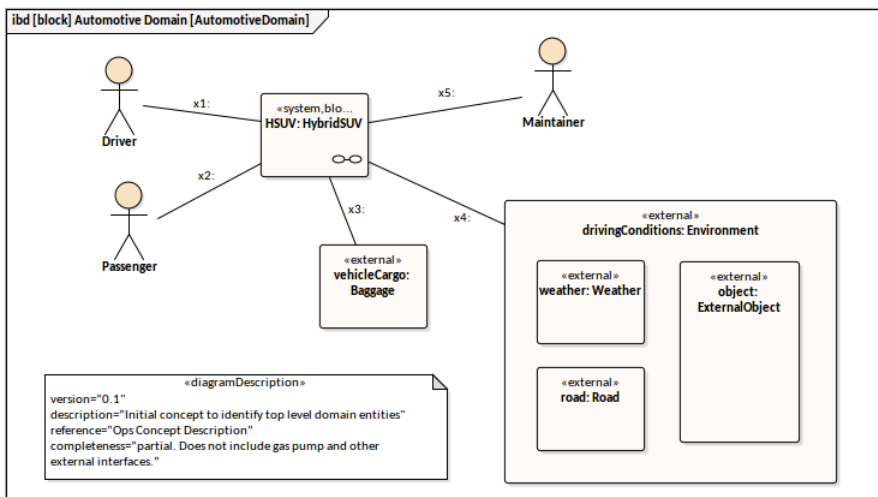 ibd [block] Automotive Domain [AutomotiveDomain]
Driver
x1:
«system,blo...
HSUV: HybridSUV
x5:
Maintainer
x2:
Passenger
x3:
x4:
«external»
vehicleCargo:
Baggage
«external»
drivingConditions: Environment
«external»
weather: Weather
«external»
object:
ExternalObject
«external»
road: Road
«diagramDescription»
version="0.1"
description="Initial concept to identify top level domain entities"
reference="Ops Concept Description"
completeness="partial. Does not include gas pump and other
external interfaces."